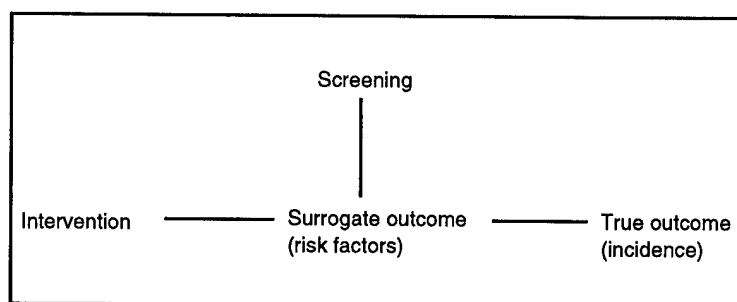 Screening
Intervention
Surrogate outcome
(risk factors)
True outcome
(incidence)